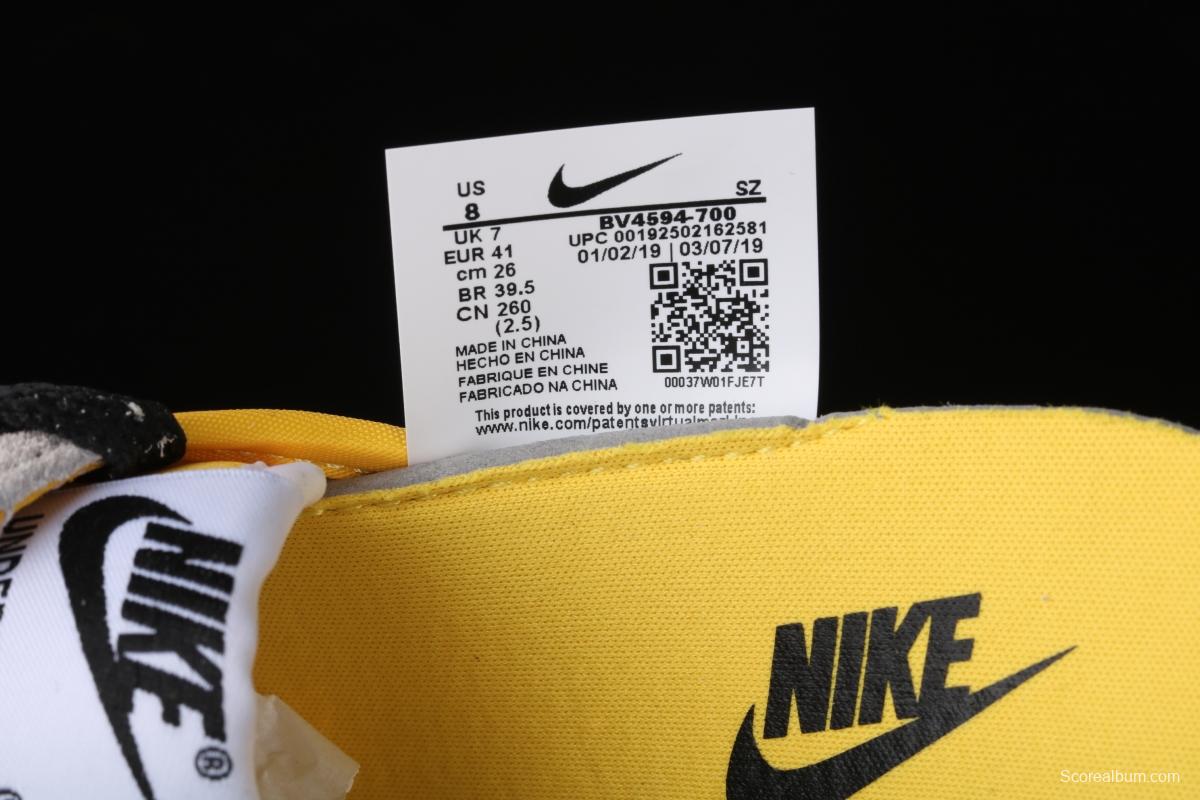 US
8
SZ
BV4594-700
UPC 00192502162581
01/02/19 | 03/07/19
UK 7
EUR 41
cm 26
BR 39.5
CN 260
(2.5)
MADE IN CHINA
HECHO EN CHINA
FABRIQUE EN CHINE
FABRICADO NA CHINA
00037W01FJE7T
This product is covered by one or more patents:
NIKE
®
NIKE
Scorealbum.com